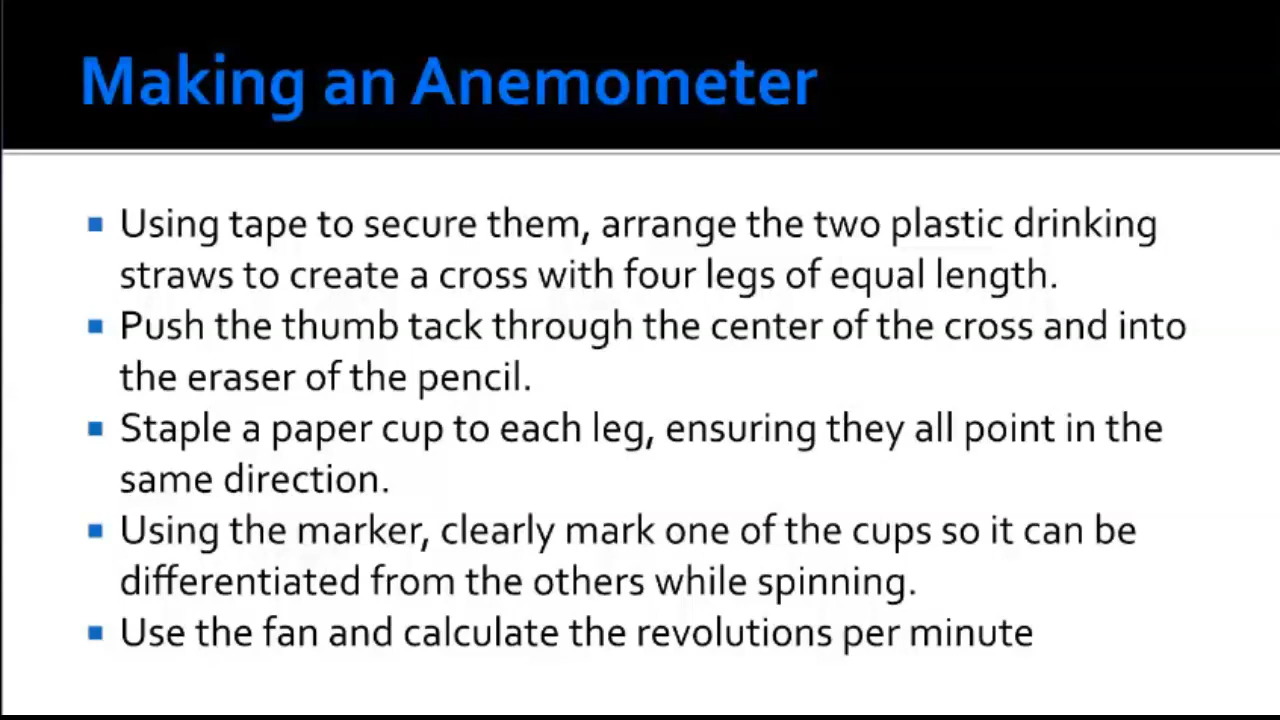 Making an Anemometer
Using tape to secure them, arrange the two plastic drinking
straws to create a cross with four legs of equal length.
Push the thumb tack through the center of the cross and into
the eraser of the pencil.
Staple a paper cup to each leg, ensuring they all point in the
same direction.
Using the marker, clearly mark one of the cups so it can be
differentiated from the others while spinning.
Use the fan and calculate the revolutions per minute